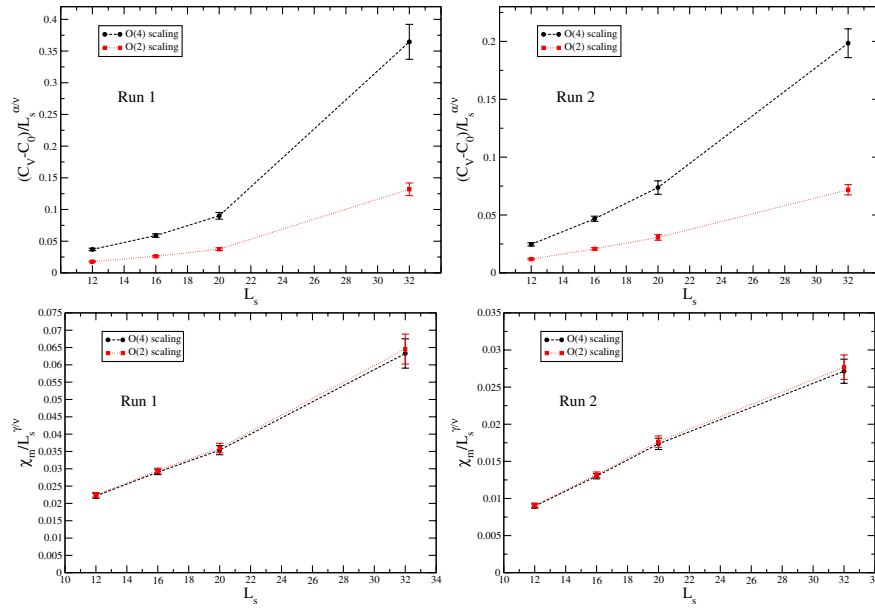 0.4
0.35
0.3
0.25
0.2
0.15
0.1
0.05
0
(C_V-C_0)/L_s^{α/ν}
O(4) scaling
O(2) scaling
Run 1
12 14 16 18 20 22 24 26 28 30 32
L_s
0.2
0.15
0.1
0.05
0
(C_V-C_0)/L_s^{α/ν}
O(4) scaling
O(2) scaling
Run 2
12 14 16 18 20 22 24 26 28 30 32
L_s
0.075
0.07
0.065
0.06
0.055
0.05
0.045
0.04
0.035
0.03
0.025
0.02
0.015
0.01
0.005
0
χ_m/L_s^{γ/ν}
O(4) scaling
O(2) scaling
Run 1
10 12 14 16 18 20 22 24 26 28 30 32 34
L_s
0.035
0.03
0.025
0.02
0.015
0.01
0.005
0
χ_m/L_s^{γ/ν}
O(4) scaling
O(2) scaling
Run 2
10 12 14 16 18 20 22 24 26 28 30 32 34
L_s